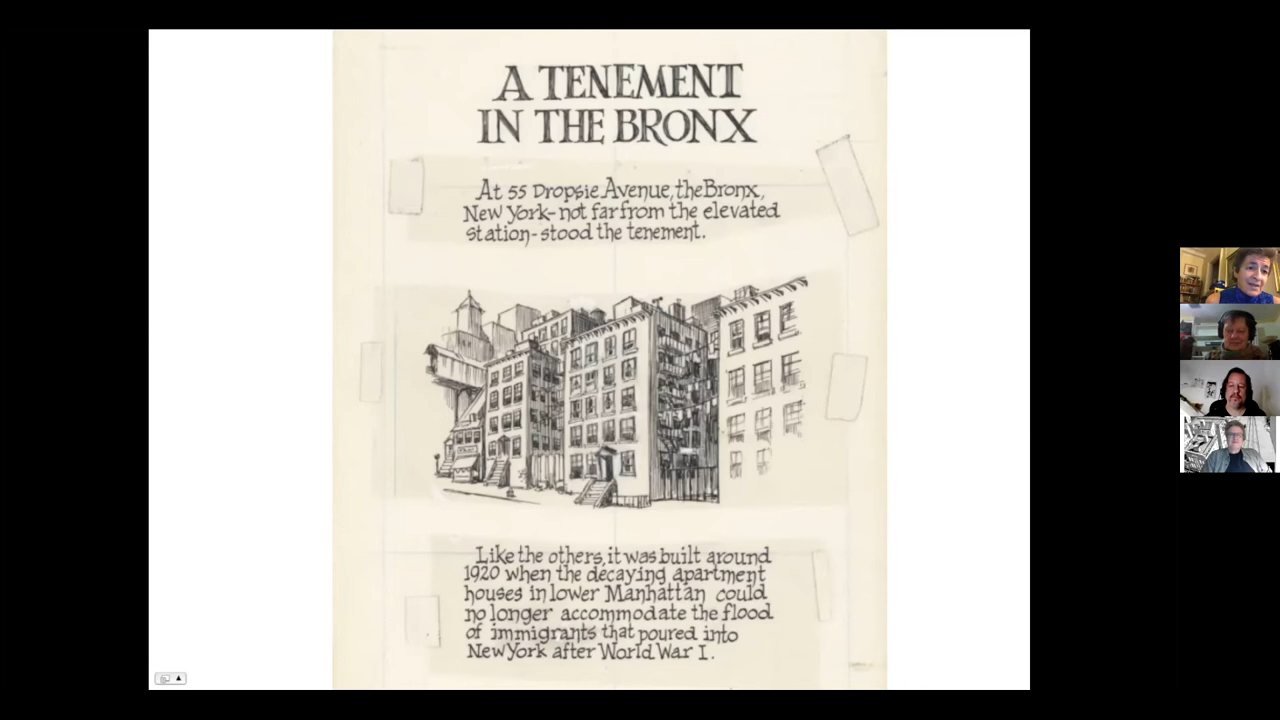 A TENEMENT
IN THE BRONX
At 55 Dropsie Avenue, the Bronx,
New York-not far from the elevated
station-stood the tenement.
Like the others, it was built around
1920 when the decaying apartment
houses in lower Manhattan could
no longer accommodate the flood
of immigrants that poured into
New York after World War I.